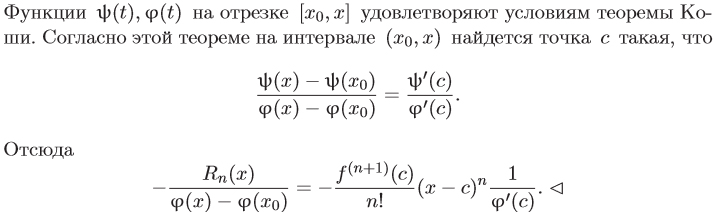 Функции ψ(t), φ(t) на отрезке [x₀, x] удовлетворяют условиям теоремы Ко-
ши. Согласно этой теореме на интервале (x₀, x) найдется точка c такая, что
(ψ(x) − ψ(x₀))/(φ(x) − φ(x₀)) = ψ′(c)/φ′(c).
Отсюда
−Rₙ(x)/(φ(x) − φ(x₀)) = −f⁽ⁿ⁺¹⁾(c)/n! (x − c)ⁿ 1/φ′(c). ◁